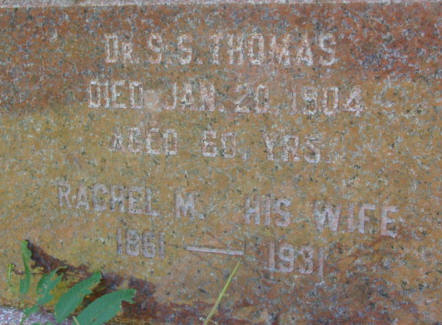 DR. S. S. THOMAS
DIED JAN. 20, 1904
AGED 60 YRS.
RACHEL M. HIS WIFE
1861 — 1931